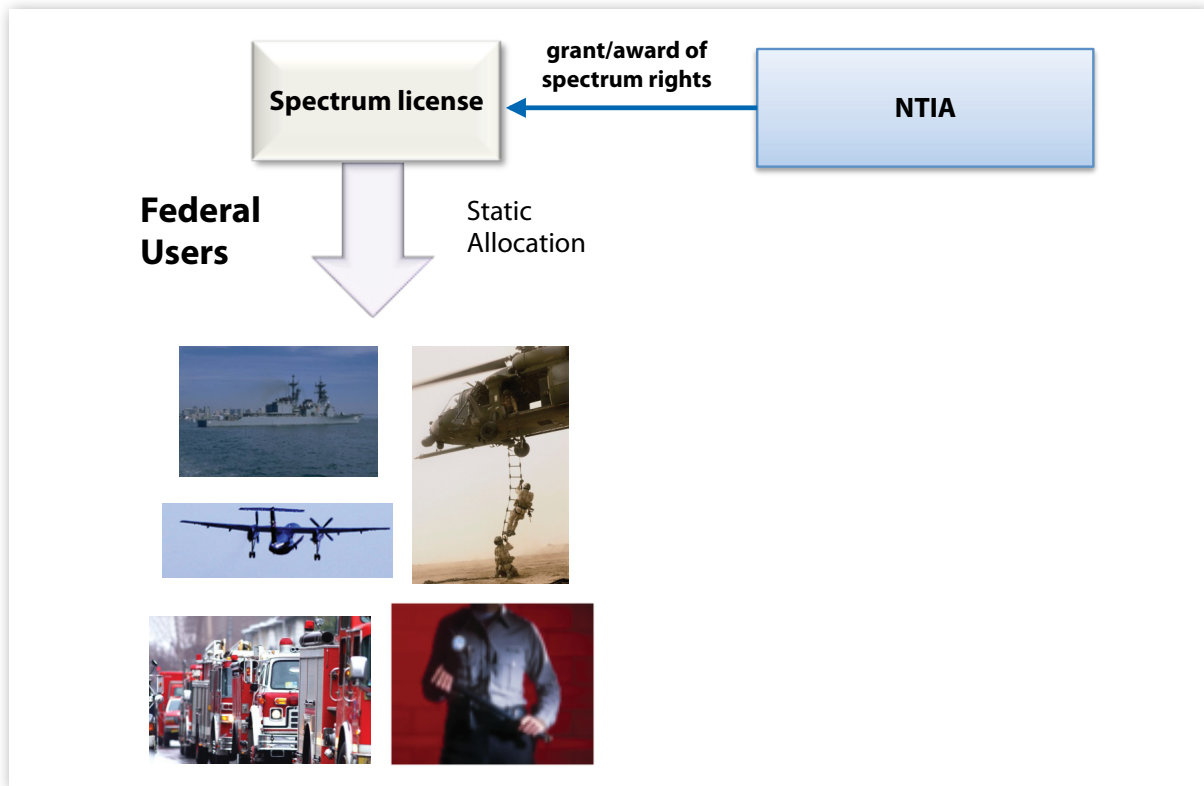 grant/award of
spectrum rights
Spectrum license
NTIA
Federal
Users
Static
Allocation